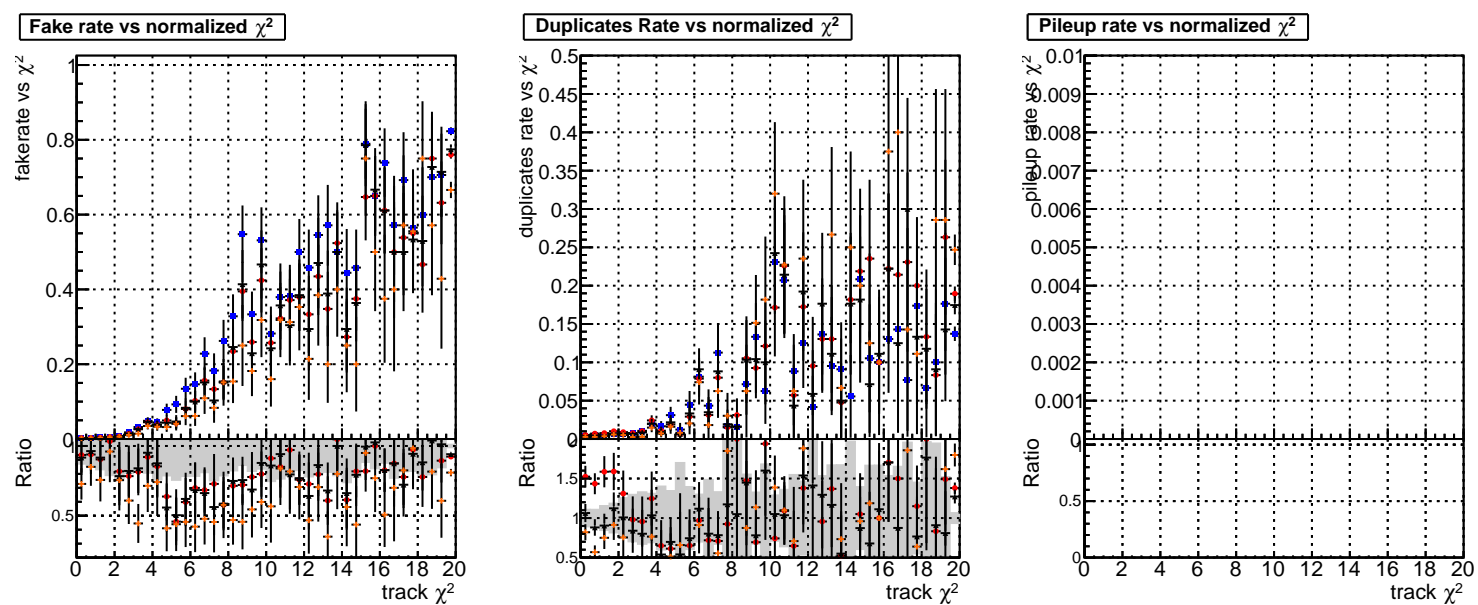 Fake rate vs normalized χ²
fakerate vs χ²
1
0.8
0.6
0.4
0.2
0
Ratio
0.5
0 2 4 6 8 10 12 14 16 18 20
track χ²
Duplicates Rate vs normalized χ²
duplicates rate vs χ²
0.5
0.45
0.4
0.35
0.3
0.25
0.2
0.15
0.1
0.05
0
Ratio
1.5
1
0.5
0 2 4 6 8 10 12 14 16 18 20
track χ²
Pileup rate vs normalized χ²
pileup rate vs χ²
0.01
0.009
0.008
0.007
0.006
0.005
0.004
0.003
0.002
0.001
0
Ratio
0.5
0
0 2 4 6 8 10 12 14 16 18 20
track χ²